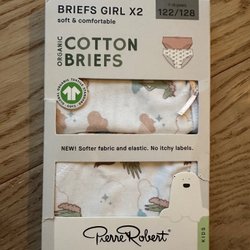 BRIEFS GIRL X2
soft & comfortable
122/128
ORGANIC
COTTON
BRIEFS
NEW! Softer fabric and elastic. No itchy labels.
Pierre Robert
KIDS